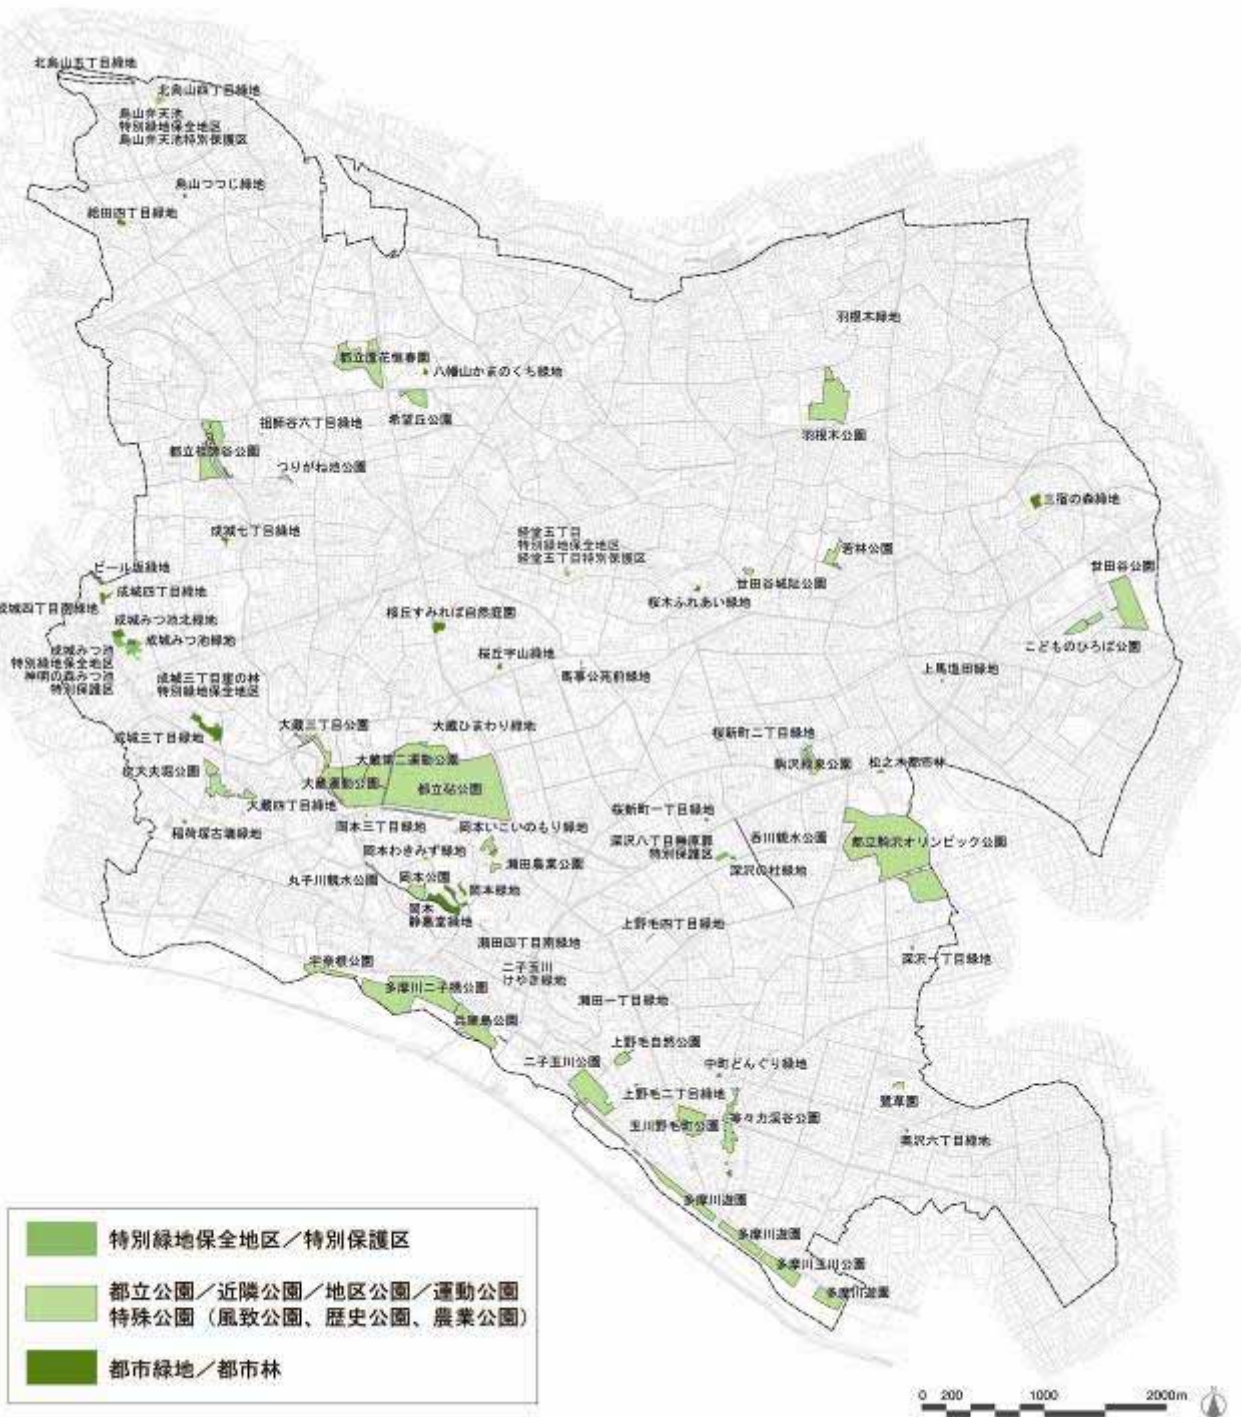 北烏山五丁目緑地
北烏山四丁目緑地
烏山弁天池
特別緑地保全地区
烏山弁天池特別保護区
烏山つつじ緑地
給田四丁目緑地
羽根木緑地
都立蘆花恒春園
八幡山かまのくち緑地
祖師谷六丁目緑地
希望丘公園
羽根木公園
都立祖師谷公園
つりがね池公園
三宿の森緑地
成城七丁目緑地
経堂五丁目
特別緑地保全地区
経堂五丁目特別保護区
若林公園
世田谷公園
ビール坂緑地
世田谷城阯公園
成城四丁目緑地
桜木ふれあい緑地
成城四丁目南緑地
桜丘すみれば自然庭園
成城みつ池北緑地
成城みつ池緑地
こどものひろば公園
成城みつ池
特別緑地保全地区
神明の森みつ池
特別保護区
桜丘宇山緑地
馬事公苑前緑地
上馬塩田緑地
成城三丁目崖の林
特別緑地保全地区
大蔵三丁目公園
大蔵ひまわり緑地
成城三丁目緑地
桜新町二丁目緑地
大蔵第二運動公園
駒沢緑泉公園
松之木都市林
次大夫堀公園
大蔵運動公園
都立砧公園
大蔵四丁目緑地
桜新町一丁目緑地
稲荷塚古墳緑地
岡本三丁目緑地
岡本いこいのもり緑地
深沢八丁目無原罪
特別保護区
呑川親水公園
都立駒沢オリンピック公園
岡本わきみず緑地
瀬田農業公園
深沢の杜緑地
丸子川親水公園
岡本公園
岡本緑地
岡本
静嘉堂緑地
上野毛四丁目緑地
瀬田四丁目南緑地
宇奈根公園
二子玉川
けやき緑地
深沢一丁目緑地
多摩川二子橋公園
瀬田一丁目緑地
兵庫島公園
上野毛自然公園
二子玉川公園
中町どんぐり緑地
上野毛二丁目緑地
鷺草園
玉川野毛町公園
等々力渓谷公園
奥沢六丁目緑地
多摩川遊園
多摩川遊園
多摩川玉川公園
多摩川遊園
特別緑地保全地区／特別保護区
都立公園／近隣公園／地区公園／運動公園
特殊公園（風致公園、歴史公園、農業公園）
都市緑地／都市林
0 200 1000 2000m